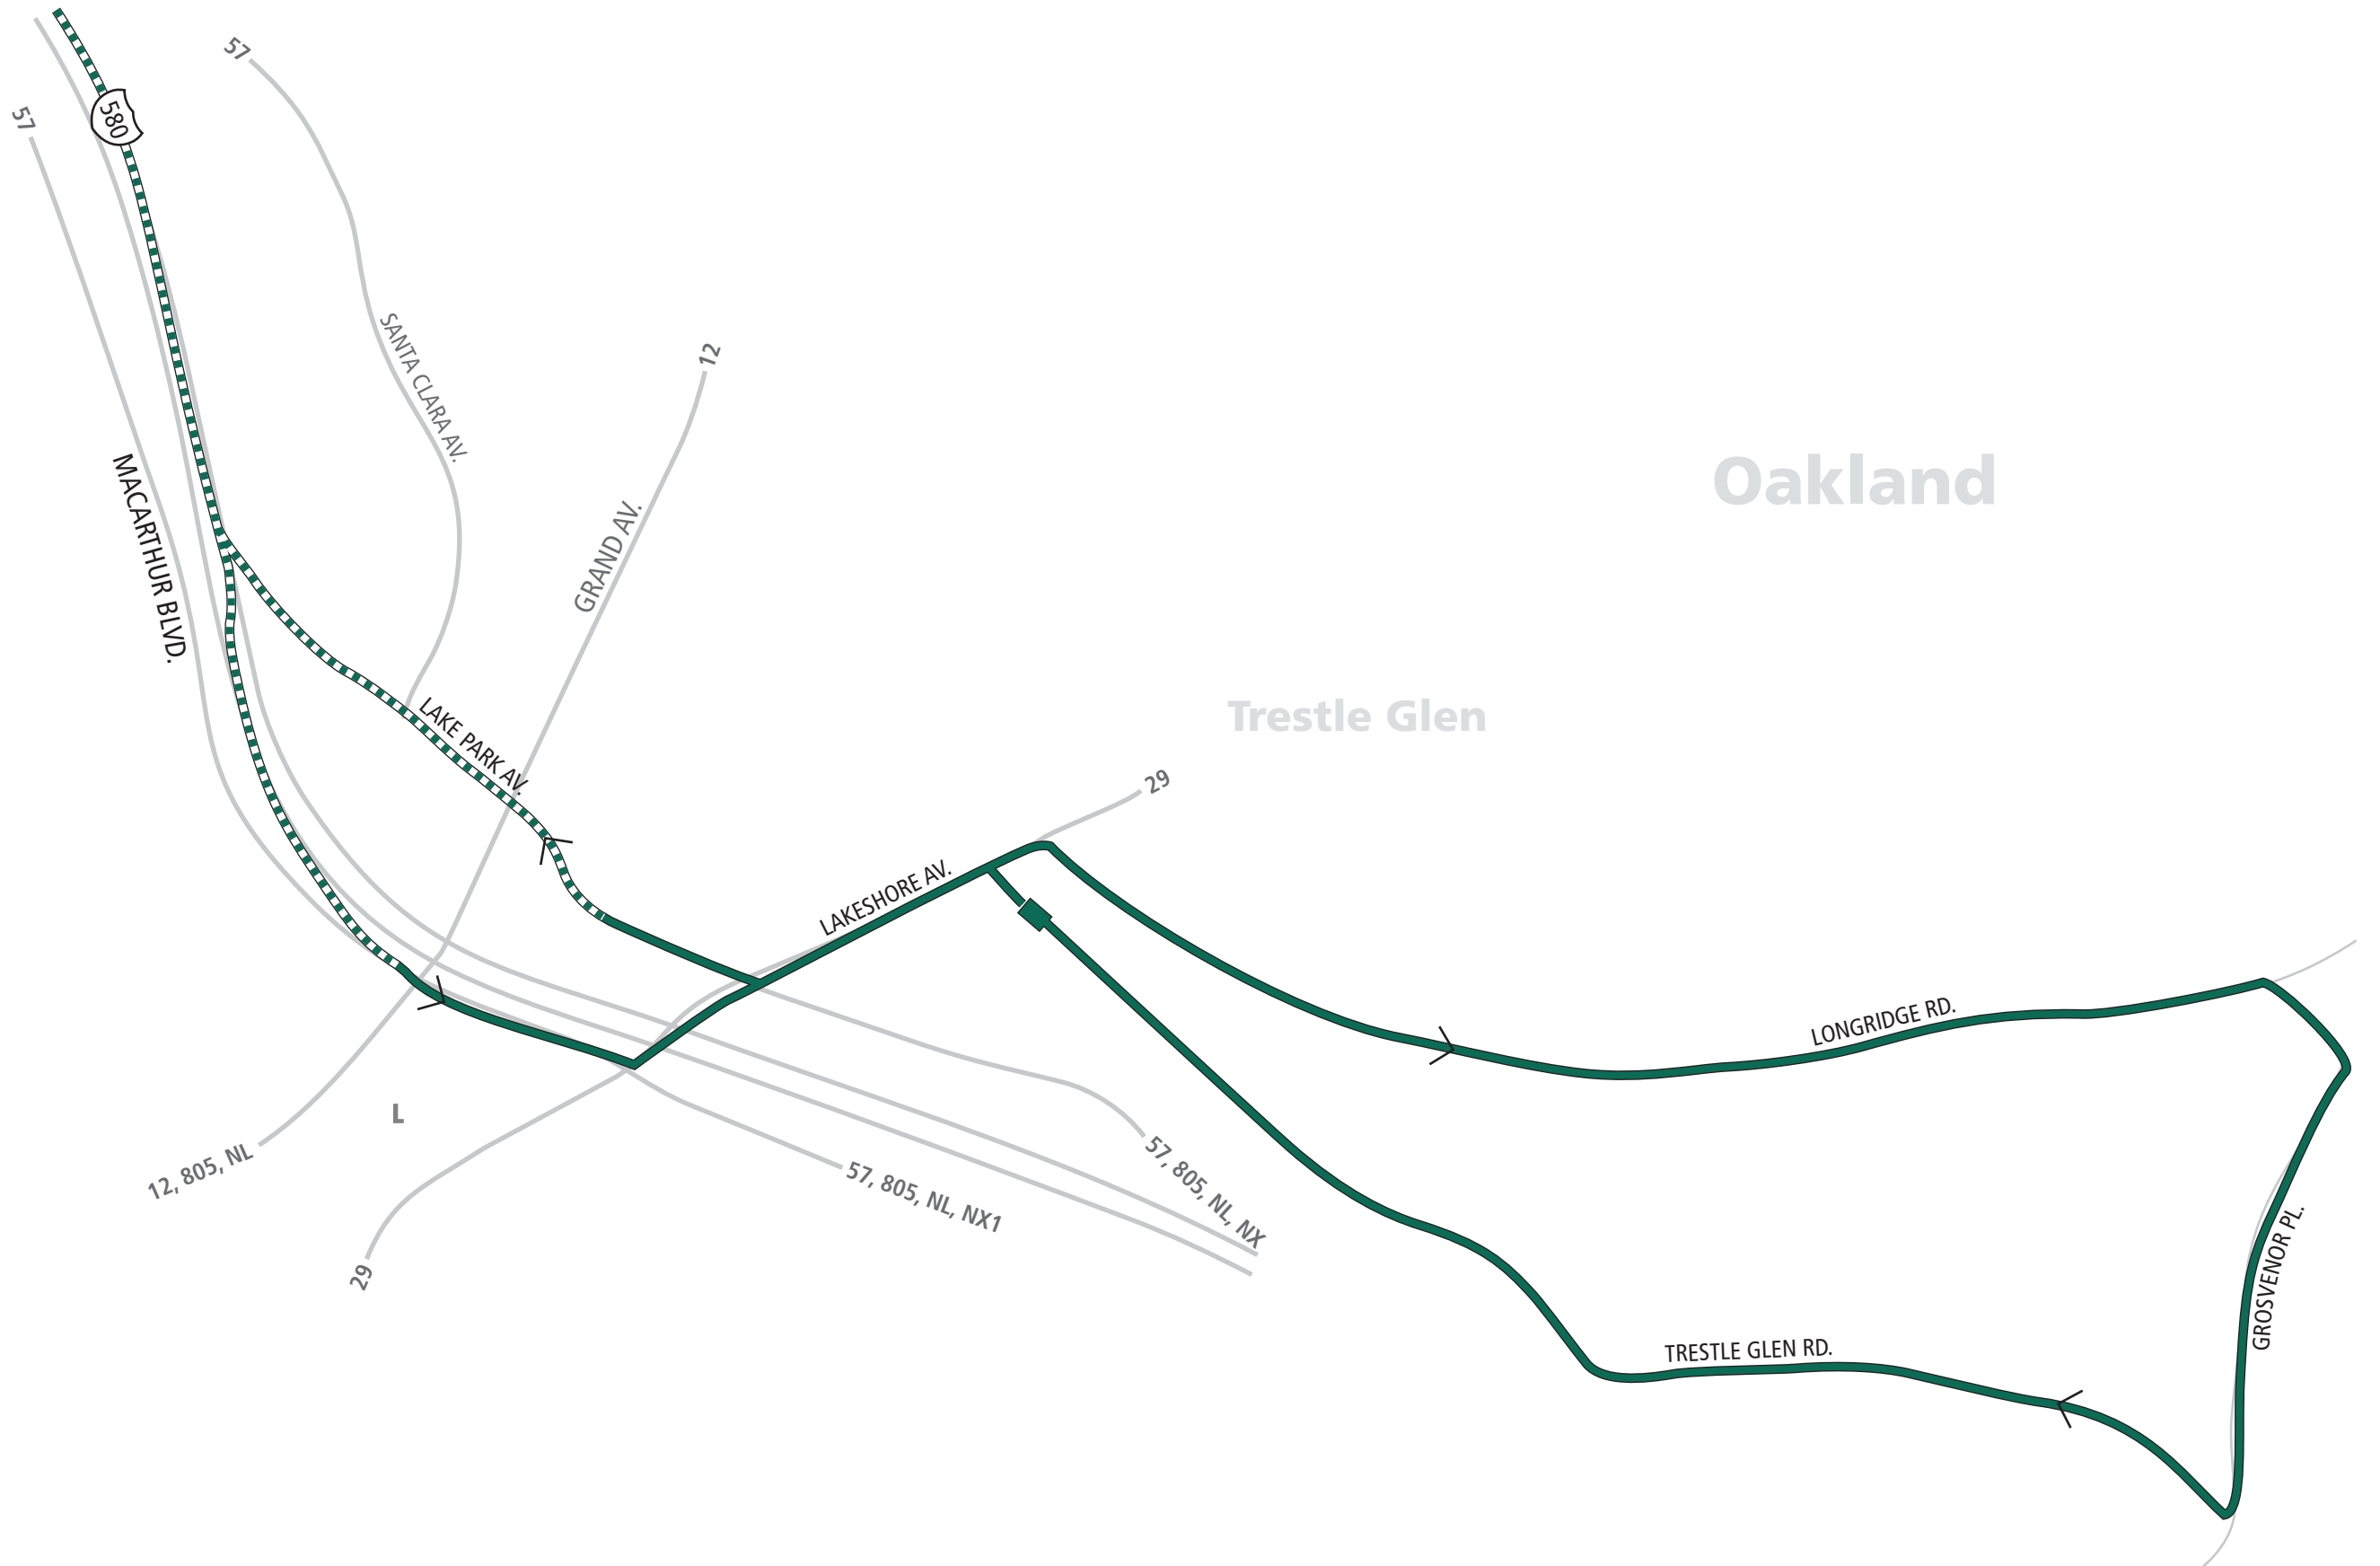 57
580
57
SANTA CLARA AV.
12
MACARTHUR BLVD.
GRAND AV.
Oakland
LAKE PARK AV.
Trestle Glen
29
LAKESHORE AV.
LONGRIDGE RD.
L
12, 805, NL
57, 805, NL, NX1
57, 805, NL, NX
29
GROSVENOR PL.
TRESTLE GLEN RD.